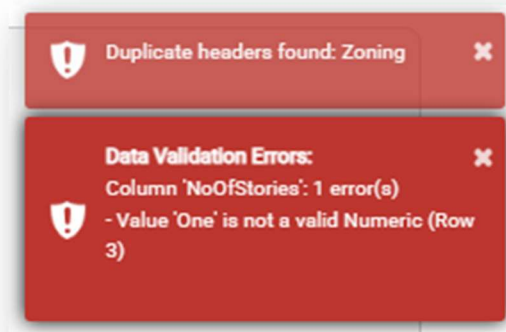 Duplicate headers found: Zoning
Data Validation Errors:
Column 'NoOfStories': 1 error(s)
- Value 'One' is not a valid Numeric (Row
3)